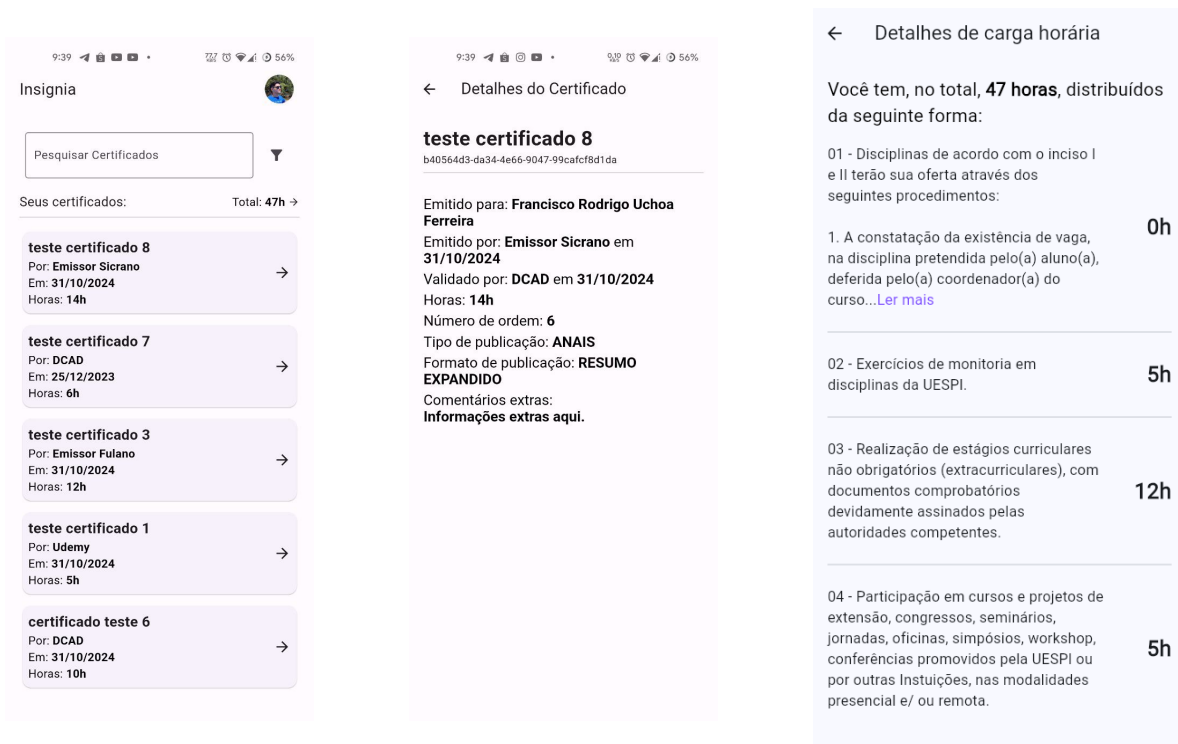 9:39
56%
Insignia
Pesquisar Certificados
Seus certificados: Total: 47h →
teste certificado 8
Por: Emissor Sicrano
Em: 31/10/2024
Horas: 14h
teste certificado 7
Por: DCAD
Em: 25/12/2023
Horas: 6h
teste certificado 3
Por: Emissor Fulano
Em: 31/10/2024
Horas: 12h
teste certificado 1
Por: Udemy
Em: 31/10/2024
Horas: 5h
certificado teste 6
Por: DCAD
Em: 31/10/2024
Horas: 10h
9:39
56%
Detalhes do Certificado
teste certificado 8
b40564d3-da34-4e66-9047-99cafcf8d1da
Emitido para: Francisco Rodrigo Uchoa
Ferreira
Emitido por: Emissor Sicrano em
31/10/2024
Validado por: DCAD em 31/10/2024
Horas: 14h
Número de ordem: 6
Tipo de publicação: ANAIS
Formato de publicação: RESUMO
EXPANDIDO
Comentários extras:
Informações extras aqui.
Detalhes de carga horária
Você tem, no total, 47 horas, distribuídos
da seguinte forma:
01 - Disciplinas de acordo com o inciso I
e II terão sua oferta através dos
seguintes procedimentos:
1. A constatação da existência de vaga,
na disciplina pretendida pelo(a) aluno(a),
deferida pelo(a) coordenador(a) do
curso...Ler mais
0h
02 - Exercícios de monitoria em
disciplinas da UESPI.
5h
03 - Realização de estágios curriculares
não obrigatórios (extracurriculares), com
documentos comprobatórios
devidamente assinados pelas
autoridades competentes.
12h
04 - Participação em cursos e projetos de
extensão, congressos, seminários,
jornadas, oficinas, simpósios, workshop,
conferências promovidos pela UESPI ou
por outras Instuições, nas modalidades
presencial e/ ou remota.
5h